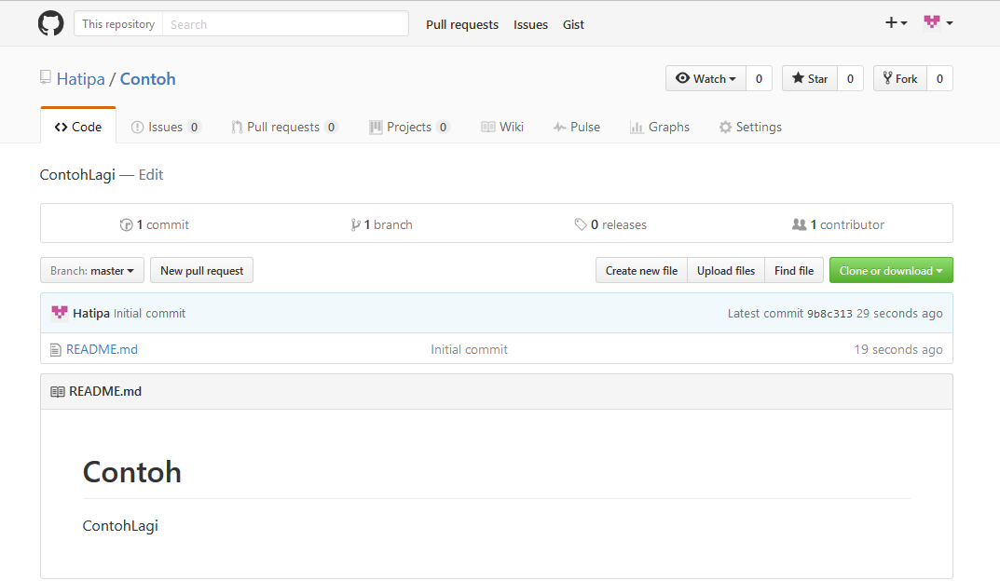 This repository Search Pull requests Issues Gist
Hatipa / Contoh Watch 0 Star 0 Fork 0
Code Issues 0 Pull requests 0 Projects 0 Wiki Pulse Graphs Settings
ContohLagi — Edit
1 commit 1 branch 0 releases 1 contributor
Branch: master New pull request Create new file Upload files Find file Clone or download
Hatipa Initial commit Latest commit 9b8c313 29 seconds ago
README.md Initial commit 19 seconds ago
README.md
Contoh
ContohLagi